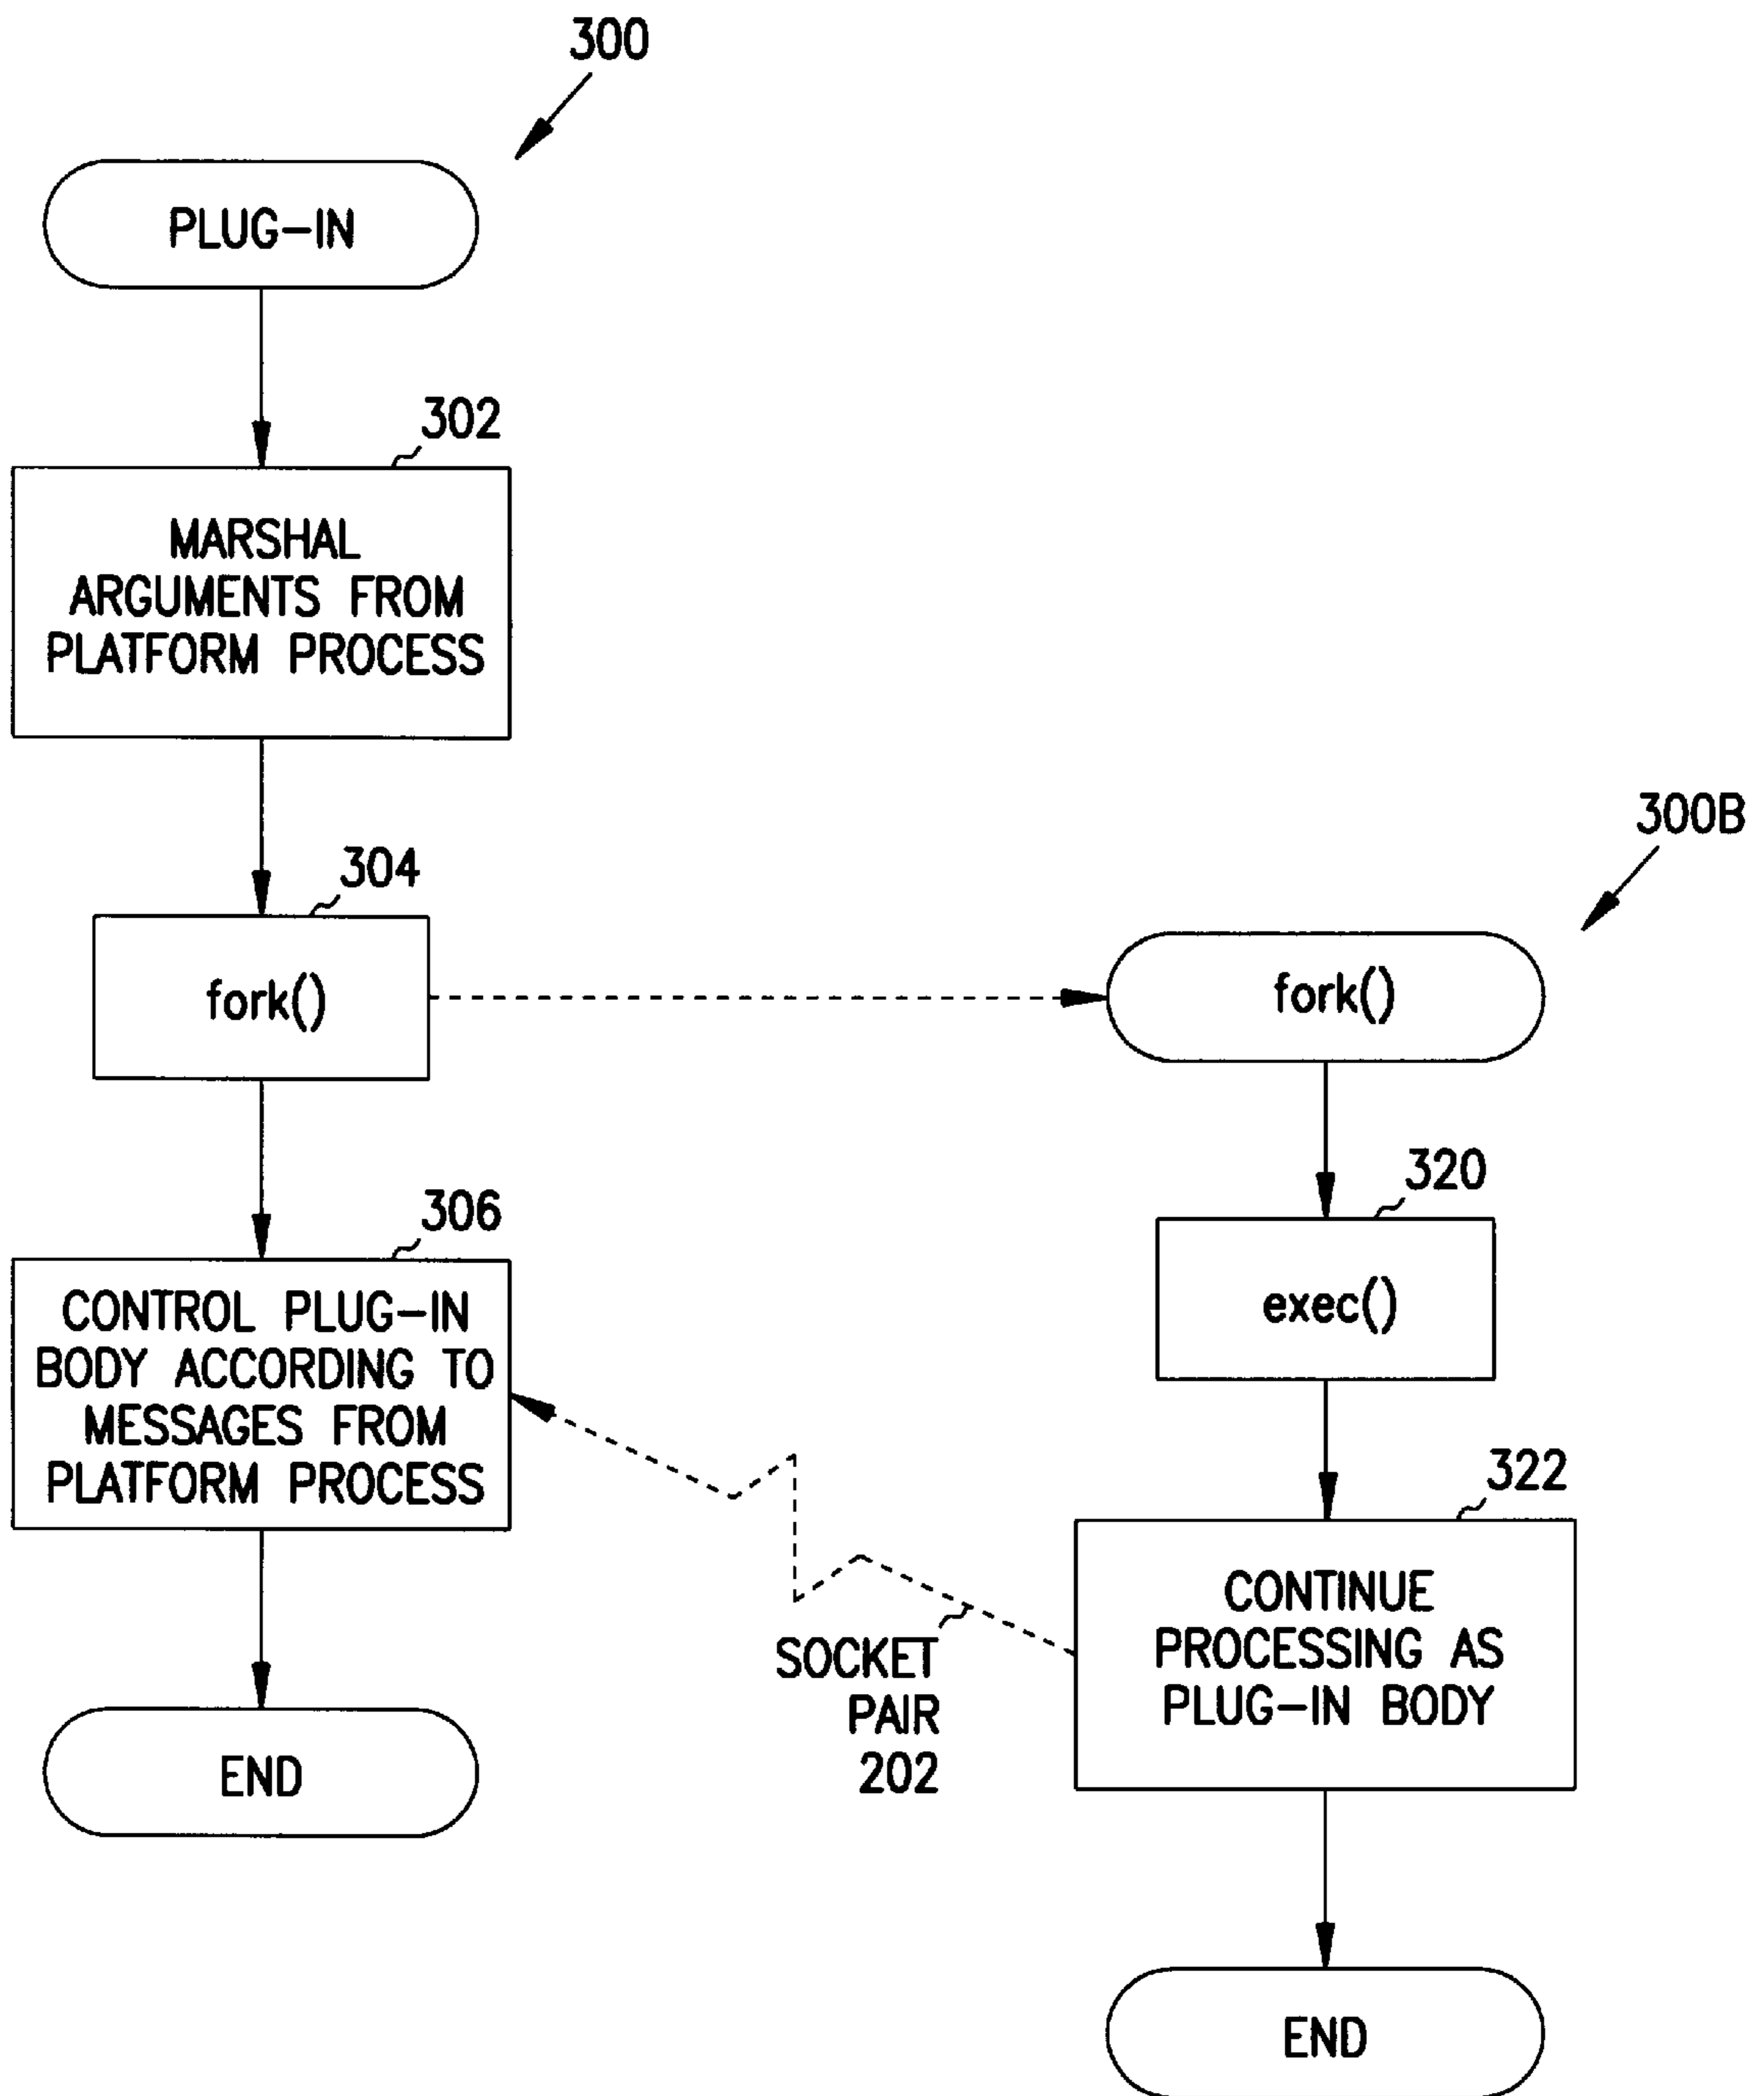 300
PLUG-IN
302
MARSHAL
ARGUMENTS FROM
PLATFORM PROCESS
304
fork()
306
CONTROL PLUG-IN
BODY ACCORDING TO
MESSAGES FROM
PLATFORM PROCESS
END
300B
fork()
320
exec()
322
CONTINUE
PROCESSING AS
PLUG-IN BODY
SOCKET
PAIR
202
END